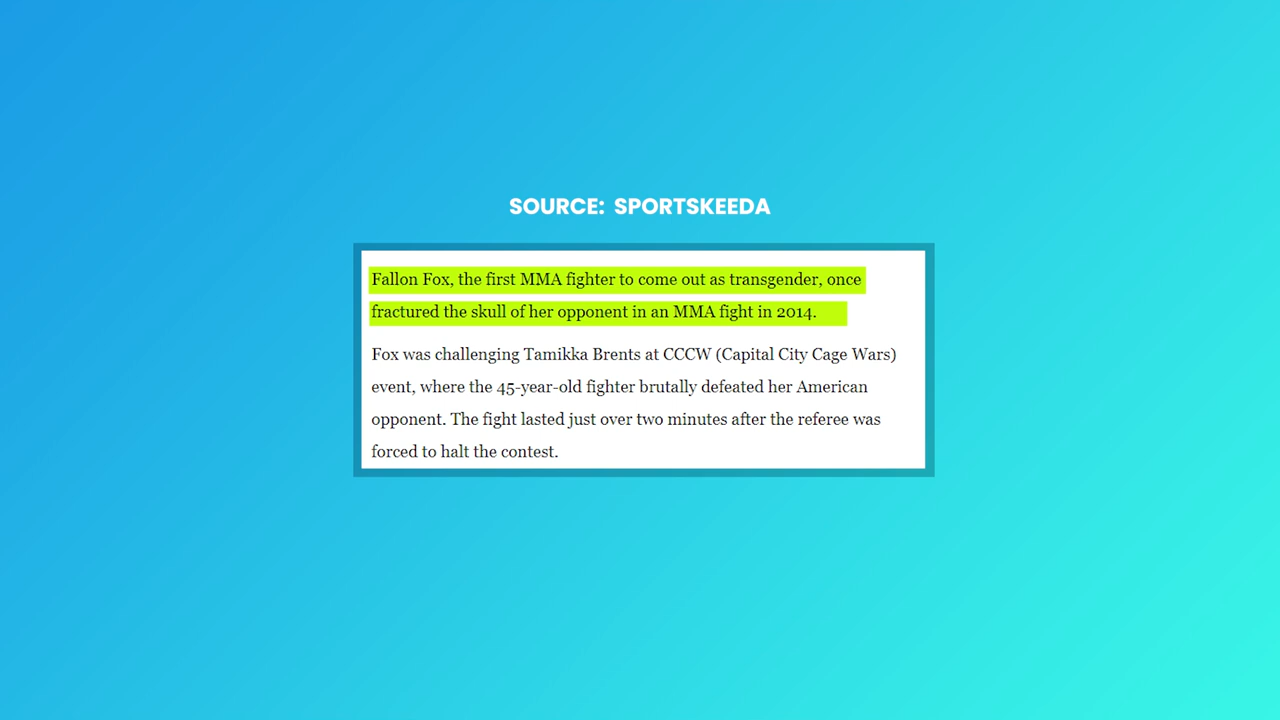 SOURCE: SPORTSKEEDA
Fallon Fox, the first MMA fighter to come out as transgender, once
fractured the skull of her opponent in an MMA fight in 2014.
Fox was challenging Tamikka Brents at CCCW (Capital City Cage Wars)
event, where the 45-year-old fighter brutally defeated her American
opponent. The fight lasted just over two minutes after the referee was
forced to halt the contest.